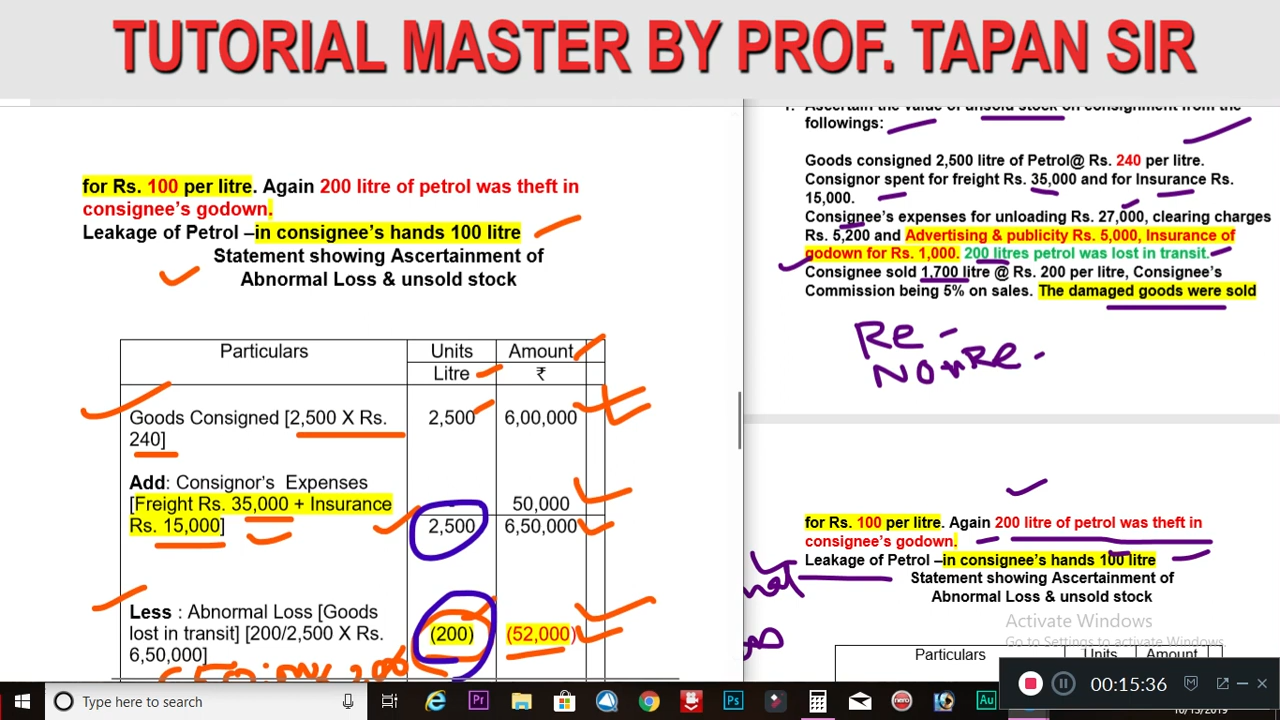 TUTORIAL MASTER BY PROF. TAPAN SIR
for Rs. 100 per litre. Again 200 litre of petrol was theft in
consignee's godown.
Leakage of Petrol –in consignee's hands 100 litre
Statement showing Ascertainment of
Abnormal Loss & unsold stock
Particulars Units Amount
Litre ₹
Goods Consigned [2,500 X Rs. 2,500 6,00,000
240]
Add: Consignor's Expenses
[Freight Rs. 35,000 + Insurance 50,000
Rs. 15,000] 2,500 6,50,000
Less : Abnormal Loss [Goods
lost in transit] [200/2,500 X Rs. (200) (52,000)
6,50,000]
1. Ascertain the value of unsold stock on consignment from the
followings:
Goods consigned 2,500 litre of Petrol@ Rs. 240 per litre.
Consignor spent for freight Rs. 35,000 and for Insurance Rs.
15,000.
Consignee's expenses for unloading Rs. 27,000, clearing charges
Rs. 5,200 and Advertising & publicity Rs. 5,000, Insurance of
godown for Rs. 1,000. 200 litres petrol was lost in transit.
Consignee sold 1,700 litre @ Rs. 200 per litre, Consignee's
Commission being 5% on sales. The damaged goods were sold
Re -
NonRe -
for Rs. 100 per litre. Again 200 litre of petrol was theft in
consignee's godown.
Leakage of Petrol –in consignee's hands 100 litre
Statement showing Ascertainment of
Abnormal Loss & unsold stock
Activate Windows
Go to Settings to activate Windows.
Particulars Units Amount
00:15:36
Type here to search
10/13/2019